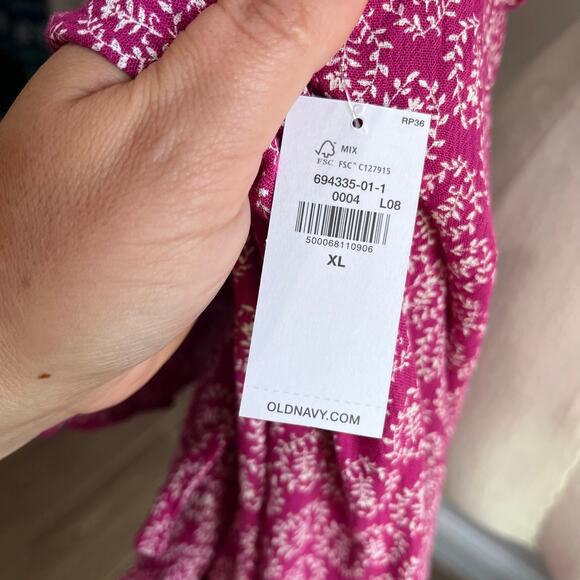 RP36
MIX
FSC FSC™ C127915
694335-01-1
0004 L08
500068110906
XL
OLDNAVY.COM